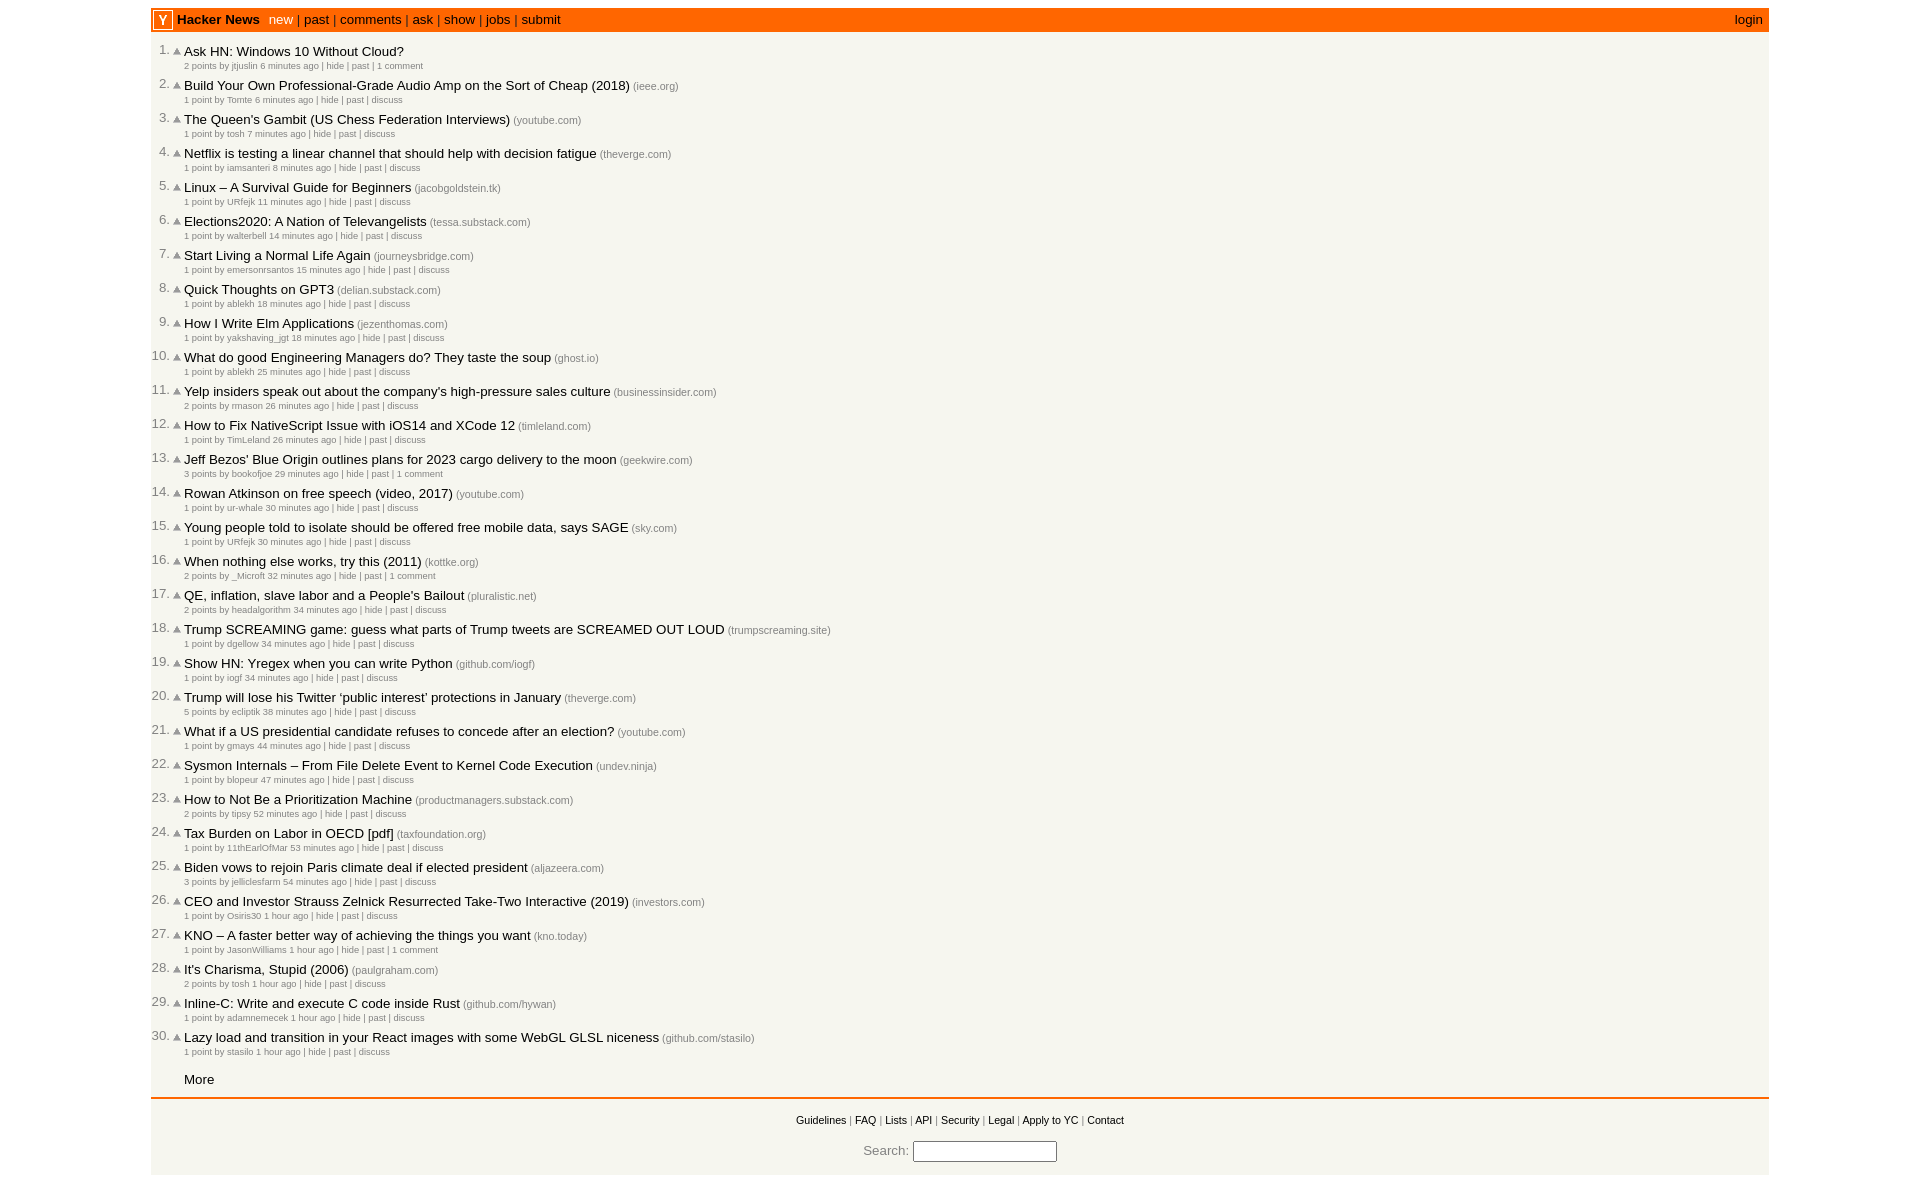 Y Hacker News new | past | comments | ask | show | jobs | submit login
1. Ask HN: Windows 10 Without Cloud?
2 points by jtjuslin 6 minutes ago | hide | past | 1 comment
2. Build Your Own Professional-Grade Audio Amp on the Sort of Cheap (2018) (ieee.org)
1 point by Tomte 6 minutes ago | hide | past | discuss
3. The Queen's Gambit (US Chess Federation Interviews) (youtube.com)
1 point by tosh 7 minutes ago | hide | past | discuss
4. Netflix is testing a linear channel that should help with decision fatigue (theverge.com)
1 point by iamsanteri 8 minutes ago | hide | past | discuss
5. Linux – A Survival Guide for Beginners (jacobgoldstein.tk)
1 point by URfejk 11 minutes ago | hide | past | discuss
6. Elections2020: A Nation of Televangelists (tessa.substack.com)
1 point by walterbell 14 minutes ago | hide | past | discuss
7. Start Living a Normal Life Again (journeysbridge.com)
1 point by emersonrsantos 15 minutes ago | hide | past | discuss
8. Quick Thoughts on GPT3 (delian.substack.com)
1 point by ablekh 18 minutes ago | hide | past | discuss
9. How I Write Elm Applications (jezenthomas.com)
1 point by yakshaving_jgt 18 minutes ago | hide | past | discuss
10. What do good Engineering Managers do? They taste the soup (ghost.io)
1 point by ablekh 25 minutes ago | hide | past | discuss
11. Yelp insiders speak out about the company's high-pressure sales culture (businessinsider.com)
2 points by rmason 26 minutes ago | hide | past | discuss
12. How to Fix NativeScript Issue with iOS14 and XCode 12 (timleland.com)
1 point by TimLeland 26 minutes ago | hide | past | discuss
13. Jeff Bezos' Blue Origin outlines plans for 2023 cargo delivery to the moon (geekwire.com)
3 points by bookofjoe 29 minutes ago | hide | past | 1 comment
14. Rowan Atkinson on free speech (video, 2017) (youtube.com)
1 point by ur-whale 30 minutes ago | hide | past | discuss
15. Young people told to isolate should be offered free mobile data, says SAGE (sky.com)
1 point by URfejk 30 minutes ago | hide | past | discuss
16. When nothing else works, try this (2011) (kottke.org)
2 points by _Microft 32 minutes ago | hide | past | 1 comment
17. QE, inflation, slave labor and a People's Bailout (pluralistic.net)
2 points by headalgorithm 34 minutes ago | hide | past | discuss
18. Trump SCREAMING game: guess what parts of Trump tweets are SCREAMED OUT LOUD (trumpscreaming.site)
1 point by dgellow 34 minutes ago | hide | past | discuss
19. Show HN: Yregex when you can write Python (github.com/iogf)
1 point by iogf 34 minutes ago | hide | past | discuss
20. Trump will lose his Twitter ‘public interest’ protections in January (theverge.com)
5 points by ecliptik 38 minutes ago | hide | past | discuss
21. What if a US presidential candidate refuses to concede after an election? (youtube.com)
1 point by gmays 44 minutes ago | hide | past | discuss
22. Sysmon Internals – From File Delete Event to Kernel Code Execution (undev.ninja)
1 point by blopeur 47 minutes ago | hide | past | discuss
23. How to Not Be a Prioritization Machine (productmanagers.substack.com)
2 points by tipsy 52 minutes ago | hide | past | discuss
24. Tax Burden on Labor in OECD [pdf] (taxfoundation.org)
1 point by 11thEarlOfMar 53 minutes ago | hide | past | discuss
25. Biden vows to rejoin Paris climate deal if elected president (aljazeera.com)
3 points by jelliclesfarm 54 minutes ago | hide | past | discuss
26. CEO and Investor Strauss Zelnick Resurrected Take-Two Interactive (2019) (investors.com)
1 point by Osiris30 1 hour ago | hide | past | discuss
27. KNO – A faster better way of achieving the things you want (kno.today)
1 point by JasonWilliams 1 hour ago | hide | past | 1 comment
28. It's Charisma, Stupid (2006) (paulgraham.com)
2 points by tosh 1 hour ago | hide | past | discuss
29. Inline-C: Write and execute C code inside Rust (github.com/hywan)
1 point by adamnemecek 1 hour ago | hide | past | discuss
30. Lazy load and transition in your React images with some WebGL GLSL niceness (github.com/stasilo)
1 point by stasilo 1 hour ago | hide | past | discuss
More
Guidelines | FAQ | Lists | API | Security | Legal | Apply to YC | Contact
Search: